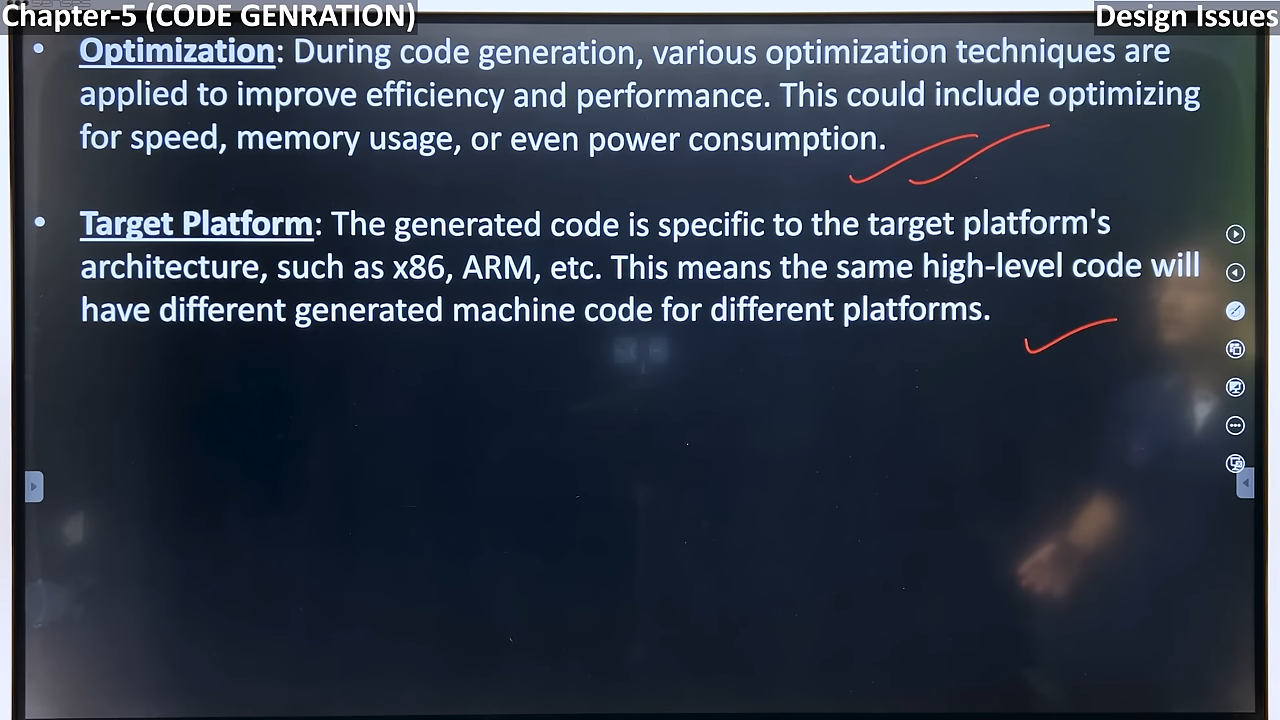 Chapter-5 (CODE GENRATION)
Design Issues
• Optimization: During code generation, various optimization techniques are
applied to improve efficiency and performance. This could include optimizing
for speed, memory usage, or even power consumption.
• Target Platform: The generated code is specific to the target platform's
architecture, such as x86, ARM, etc. This means the same high-level code will
have different generated machine code for different platforms.